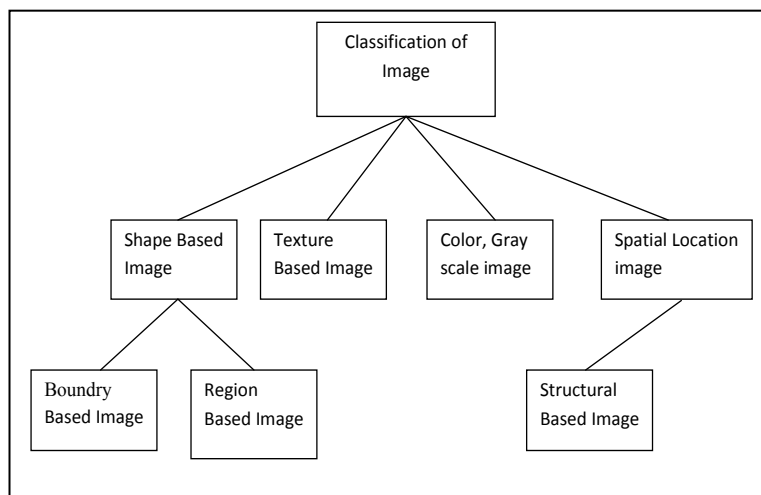 Classification of
Image
Shape Based
Image
Texture
Based Image
Color, Gray
scale image
Spatial Location
image
Boundry
Based Image
Region
Based Image
Structural
Based Image